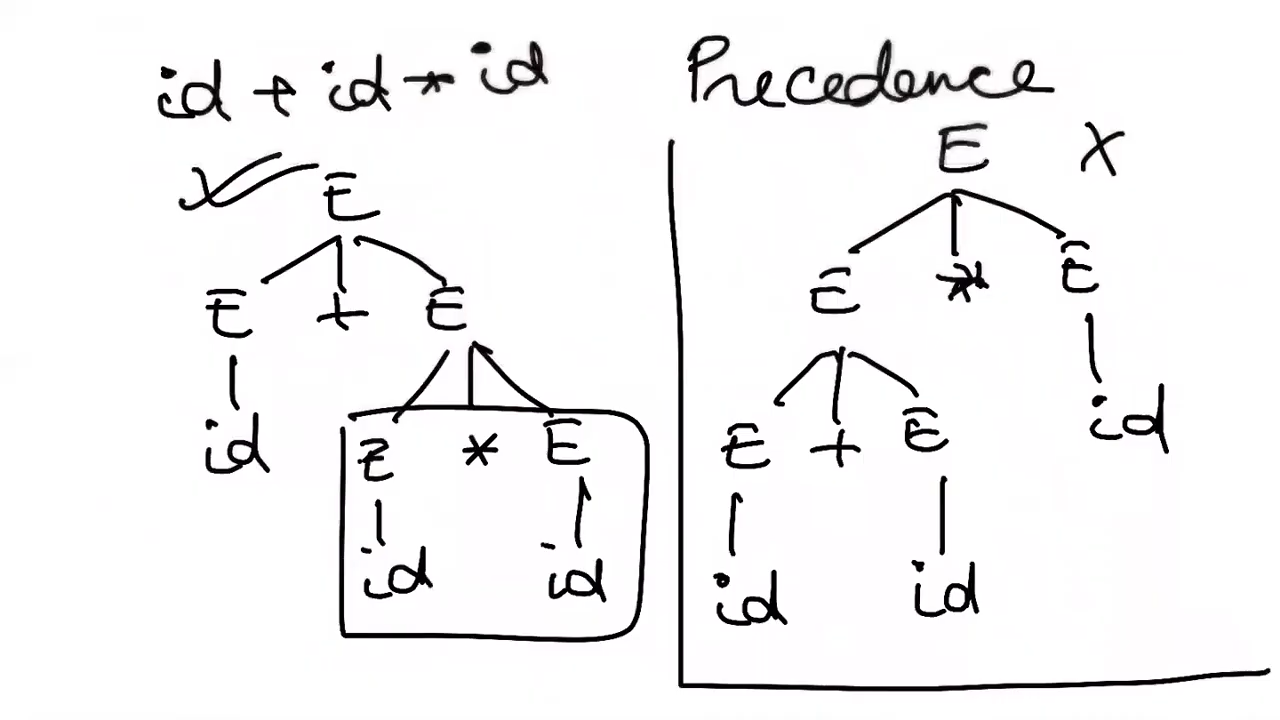 id + id * id
Precedence
E
E + E
id
E * E
id id
E X
E * E
id
E + E
id id